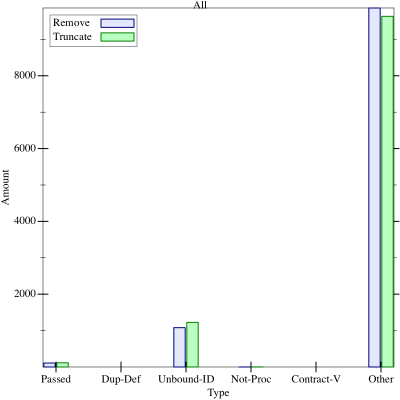 All
Remove
Truncate
8000
6000
4000
2000
Amount
Passed Dup-Def Unbound-ID Not-Proc Contract-V Other
Type